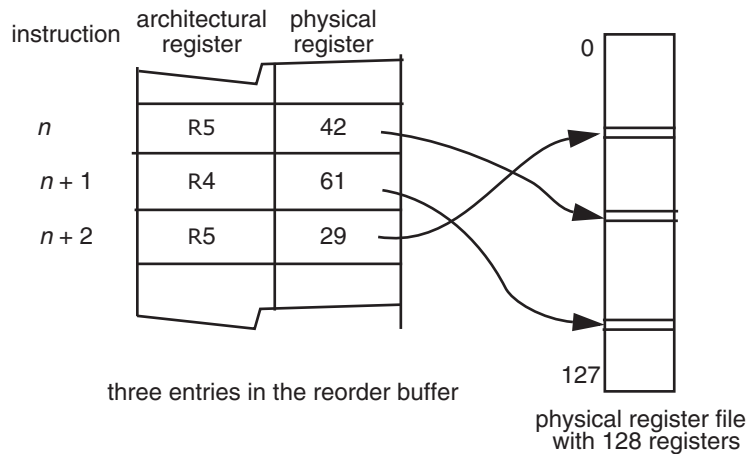 instruction
architectural
register
physical
register
n R5 42
n + 1 R4 61
n + 2 R5 29
three entries in the reorder buffer
0
127
physical register file
with 128 registers